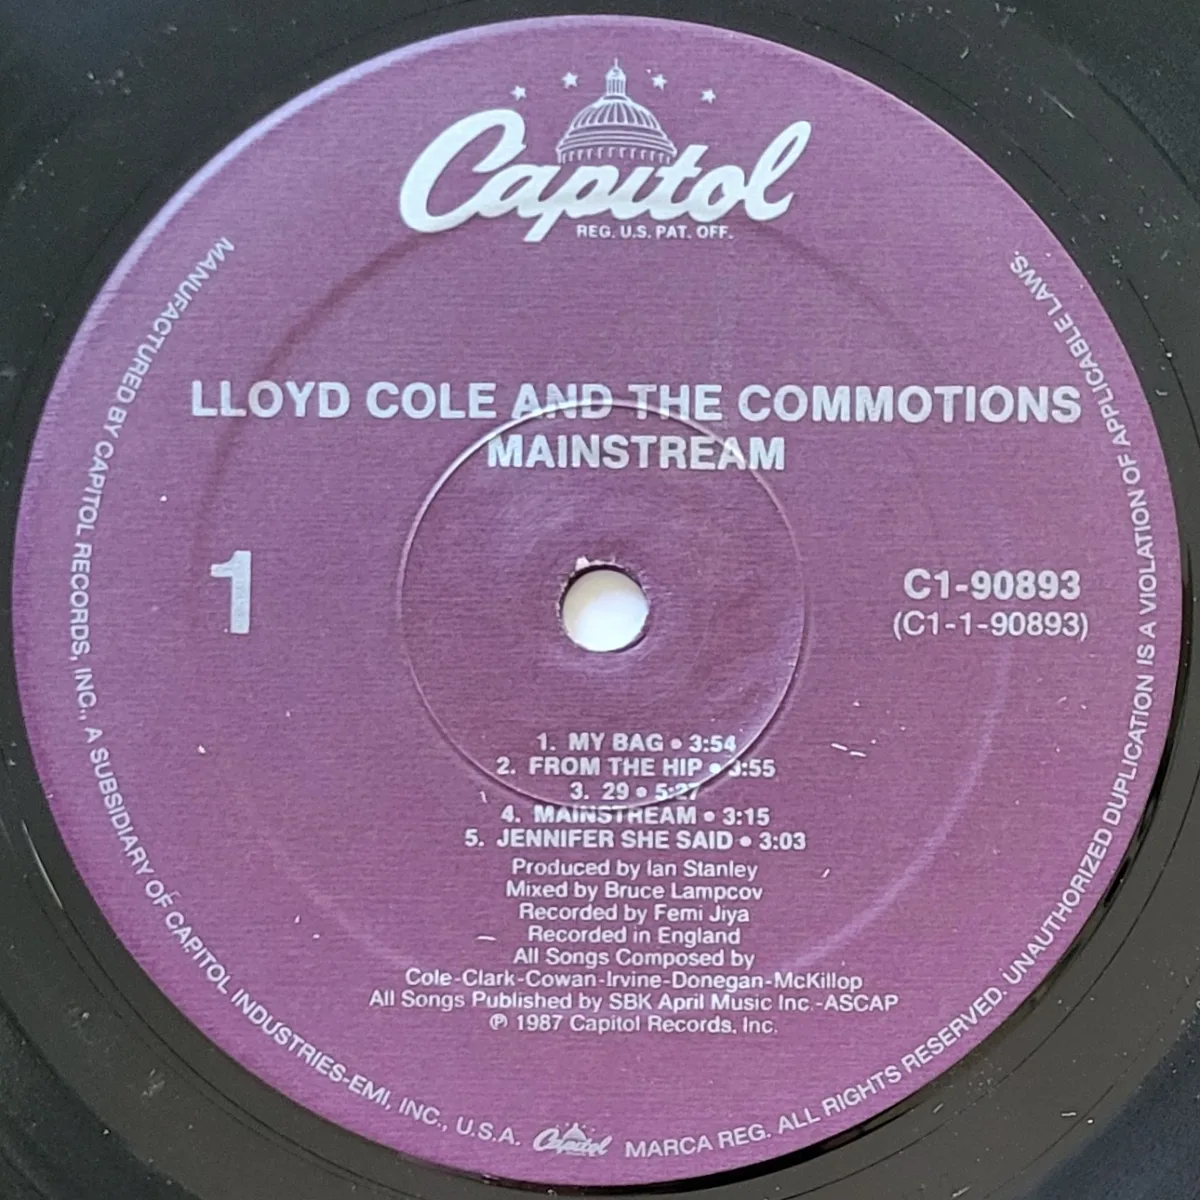 Capitol
REG. U.S. PAT. OFF.
LLOYD COLE AND THE COMMOTIONS
MAINSTREAM
1
C1-90893
(C1-1-90893)
1. MY BAG • 3:54
2. FROM THE HIP • 3:55
3. 29 • 5:27
4. MAINSTREAM • 3:15
5. JENNIFER SHE SAID • 3:03
Produced by Ian Stanley
Mixed by Bruce Lampcov
Recorded by Femi Jiya
Recorded in England
All Songs Composed by
Cole-Clark-Cowan-Irvine-Donegan-McKillop
All Songs Published by SBK April Music Inc.-ASCAP
℗ 1987 Capitol Records, Inc.
MANUFACTURED BY CAPITOL RECORDS, INC., A SUBSIDIARY OF CAPITOL INDUSTRIES-EMI, INC., U.S.A. Capitol MARCA REG. ALL RIGHTS RESERVED. UNAUTHORIZED DUPLICATION IS A VIOLATION OF APPLICABLE LAWS.